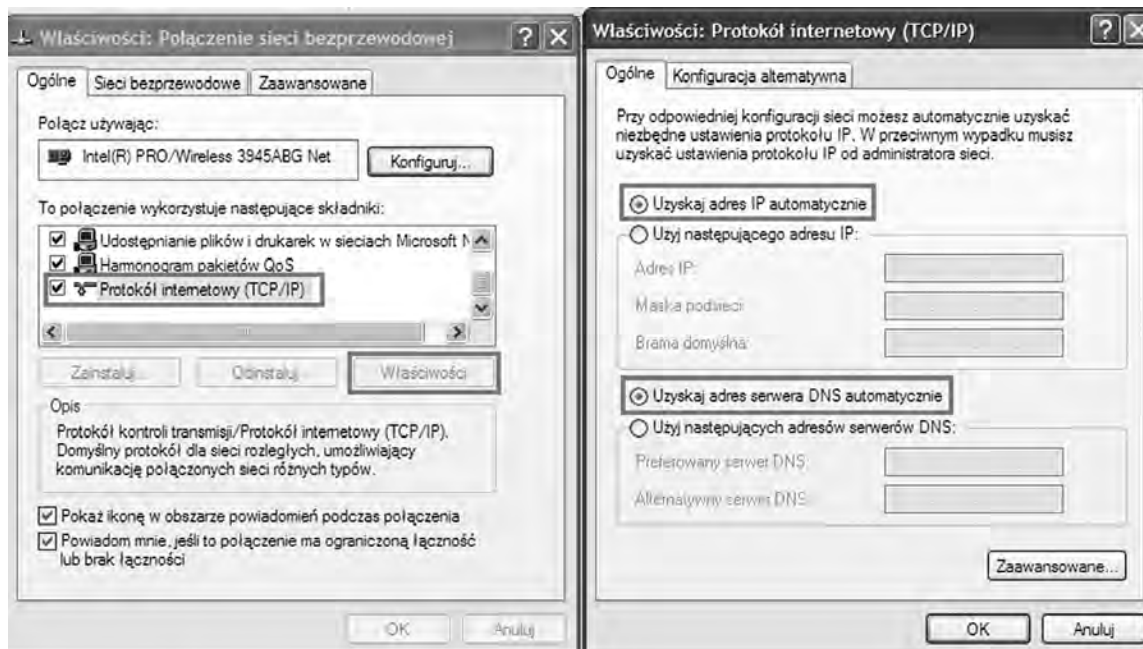 Właściwości: Połączenie sieci bezprzewodowej
Ogólne
Sieci bezprzewodowe
Zaawansowane
Połącz używając:
Intel(R) PRO/Wireless 3945ABG Net
Konfiguruj...
To połączenie wykorzystuje następujące składniki:
Udostępnianie plików i drukarek w sieciach Microsoft N
Harmonogram pakietów QoS
Protokół internetowy (TCP/IP)
Zainstaluj...
Odinstaluj
Właściwości
Opis
Protokół kontroli transmisji/Protokół internetowy (TCP/IP).
Domyślny protokół dla sieci rozległych, umożliwiający
komunikację połączonych sieci różnych typów.
Pokaż ikonę w obszarze powiadomień podczas połączenia
Powiadom mnie, jeśli to połączenie ma ograniczoną łączność
lub brak łączności
OK
Anuluj
Właściwości: Protokół internetowy (TCP/IP)
Ogólne
Konfiguracja alternatywna
Przy odpowiedniej konfiguracji sieci możesz automatycznie uzyskać
niezbędne ustawienia protokołu IP. W przeciwnym wypadku musisz
uzyskać ustawienia protokołu IP od administratora sieci.
Uzyskaj adres IP automatycznie
Użyj następującego adresu IP:
Adres IP:
Maska podsieci:
Brama domyślna:
Uzyskaj adres serwera DNS automatycznie
Użyj następujących adresów serwerów DNS:
Preferowany serwer DNS:
Alternatywny serwer DNS:
Zaawansowane...
OK
Anuluj